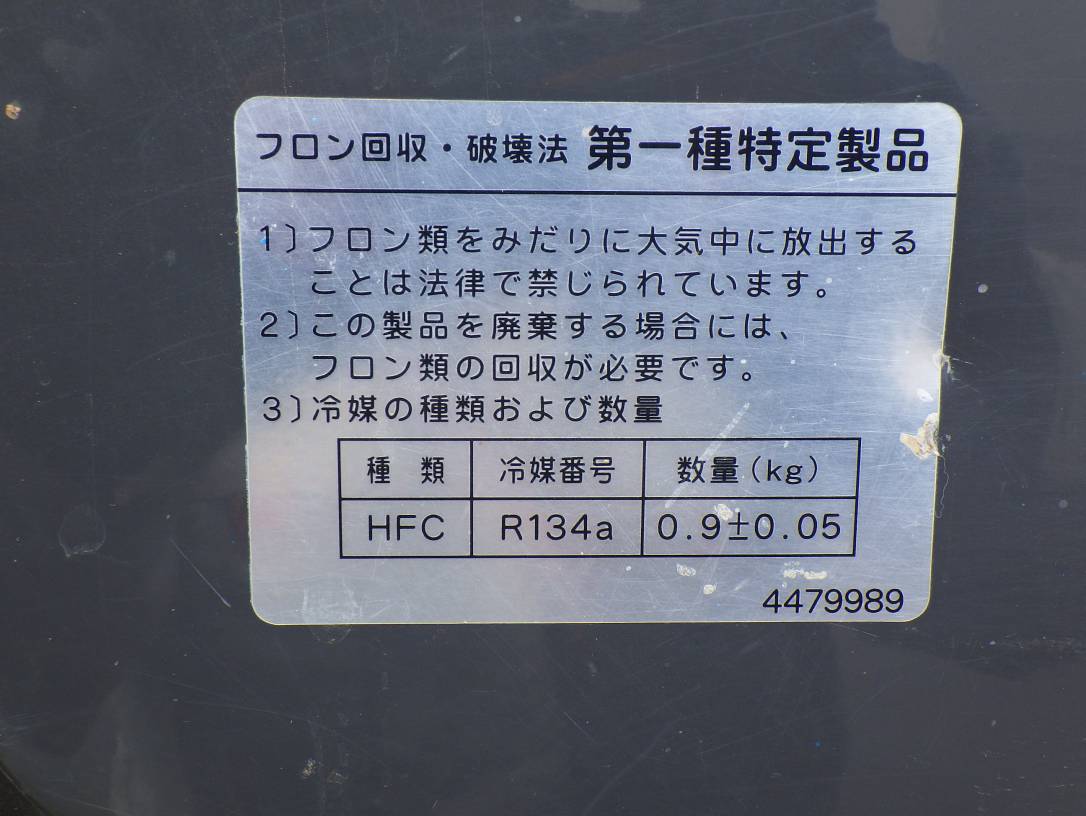 フロン回収・破壊法 第一種特定製品
1）フロン類をみだりに大気中に放出する
ことは法律で禁じられています。
2）この製品を廃棄する場合には、
フロン類の回収が必要です。
3）冷媒の種類および数量
種 類 冷媒番号 数量（kg）
HFC R134a 0.9±0.05
4479989